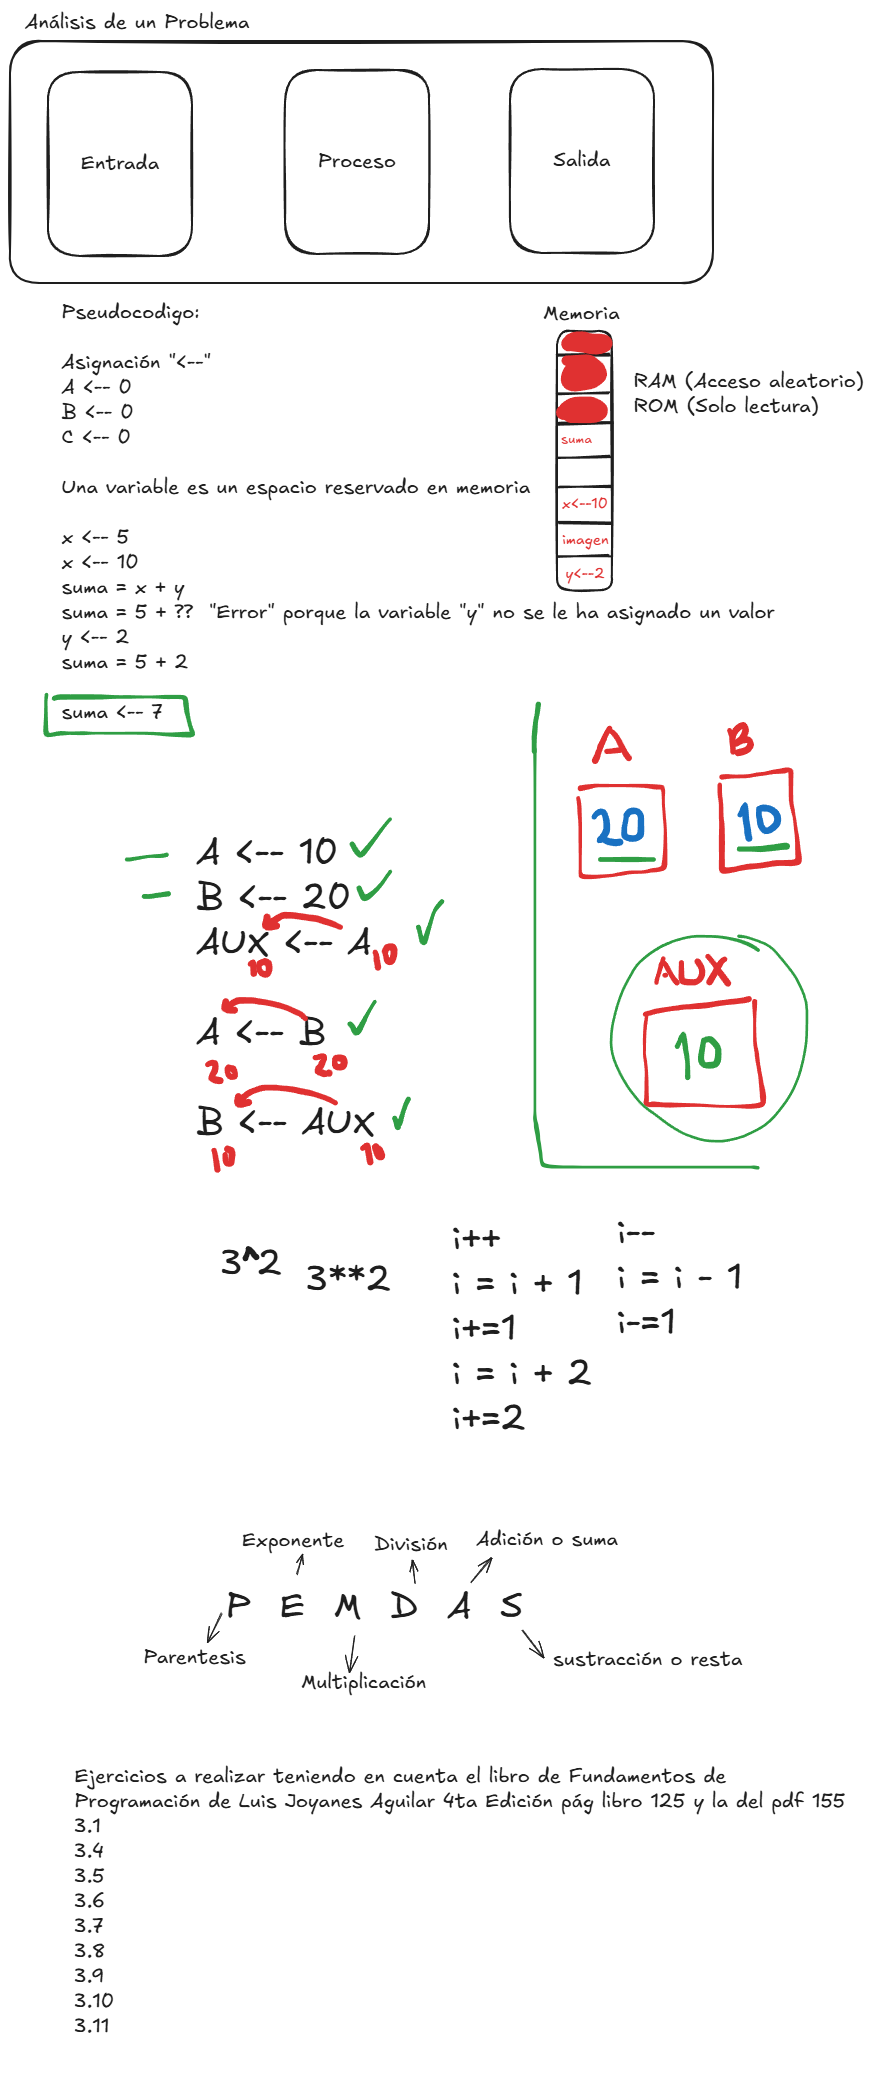 Análisis de un Problema
Entrada
Proceso
Salida
Pseudocodigo:
Asignación "<--"
A <-- 0
B <-- 0
C <-- 0
Una variable es un espacio reservado en memoria
x <-- 5
x <-- 10
suma = x + y
suma = 5 + ?? "Error" porque la variable "y" no se le ha asignado un valor
y <-- 2
suma = 5 + 2
suma <-- 7
Memoria
suma
x<--10
imagen
y<--2
RAM (Acceso aleatorio)
ROM (Solo lectura)
A <-- 10
B <-- 20
AUX <-- A
10 10
A <-- B
20 20
B <-- AUX
10 10
A B
20 10
AUX
10
3^2 3**2
i++
i = i + 1
i+=1
i = i + 2
i+=2
i--
i = i - 1
i-=1
Exponente División Adición o suma
P E M D A S
Parentesis
Multiplicación
sustracción o resta
Ejercicios a realizar teniendo en cuenta el libro de Fundamentos de
Programación de Luis Joyanes Aguilar 4ta Edición pág libro 125 y la del pdf 155
3.1
3.4
3.5
3.6
3.7
3.8
3.9
3.10
3.11